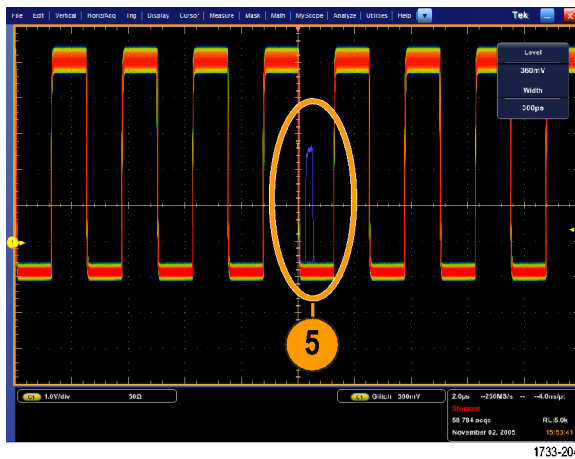 File Edit Vertical Horiz/Acq Trig Display Cursor Measure Mask Math MyScope Analyze Utilities Help Tek
Level
360mV
Width
300ps
5
C1 1.0V/div 50Ω
C1 Glitch 360mV
2.0µs 250MS/s 4.0ns/pt
Stopped
58 784 acqs RL:5.0k
November 02, 2005 15:53:41
1733-204